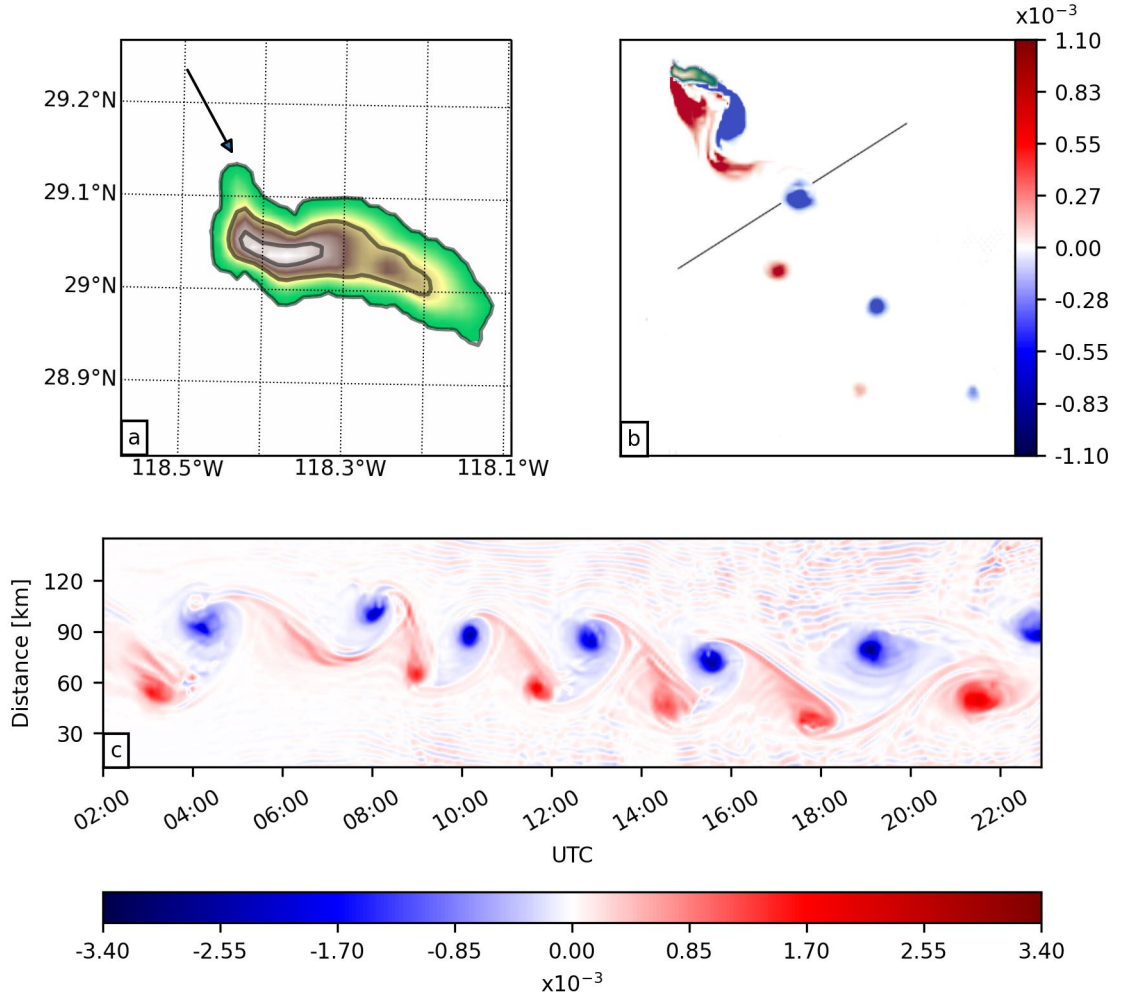 x10⁻³
29.2°N
29.1°N
29°N
28.9°N
118.5°W 118.3°W 118.1°W
a
b
1.10
0.83
0.55
0.27
0.00
-0.28
-0.55
-0.83
-1.10
Distance [km]
120
90
60
30
c
02:00 04:00 06:00 08:00 10:00 12:00 14:00 16:00 18:00 20:00 22:00
UTC
-3.40 -2.55 -1.70 -0.85 0.00 0.85 1.70 2.55 3.40
x10⁻³